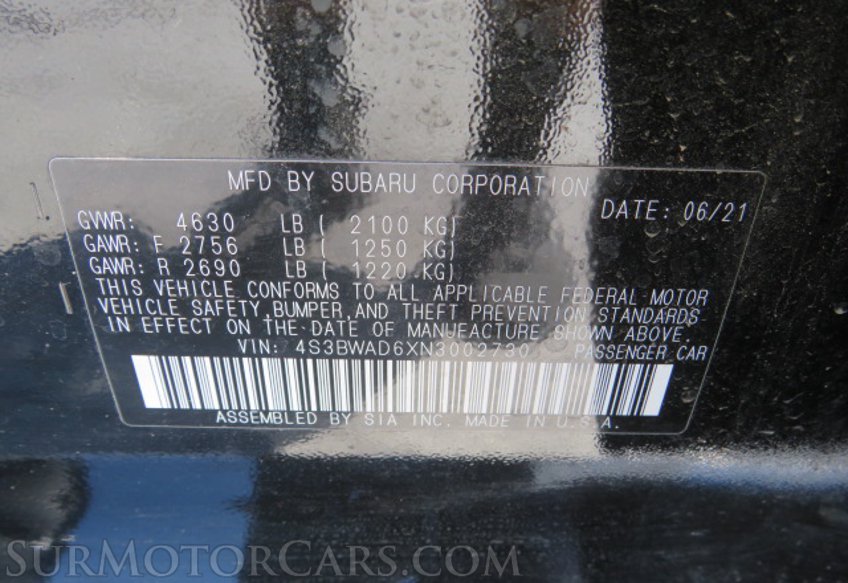 MFD BY SUBARU CORPORATION
DATE: 06/21
GVWR: 4630 LB ( 2100 KG)
GAWR: F 2756 LB ( 1250 KG)
GAWR: R 2690 LB ( 1220 KG)
THIS VEHICLE CONFORMS TO ALL APPLICABLE FEDERAL MOTOR
VEHICLE SAFETY, BUMPER, AND THEFT PREVENTION STANDARDS
IN EFFECT ON THE DATE OF MANUFACTURE SHOWN ABOVE.
VIN: 4S3BWAD6XN3002730 PASSENGER CAR
ASSEMBLED BY SIA INC. MADE IN U.S.A.
SURMOTORCARS.COM